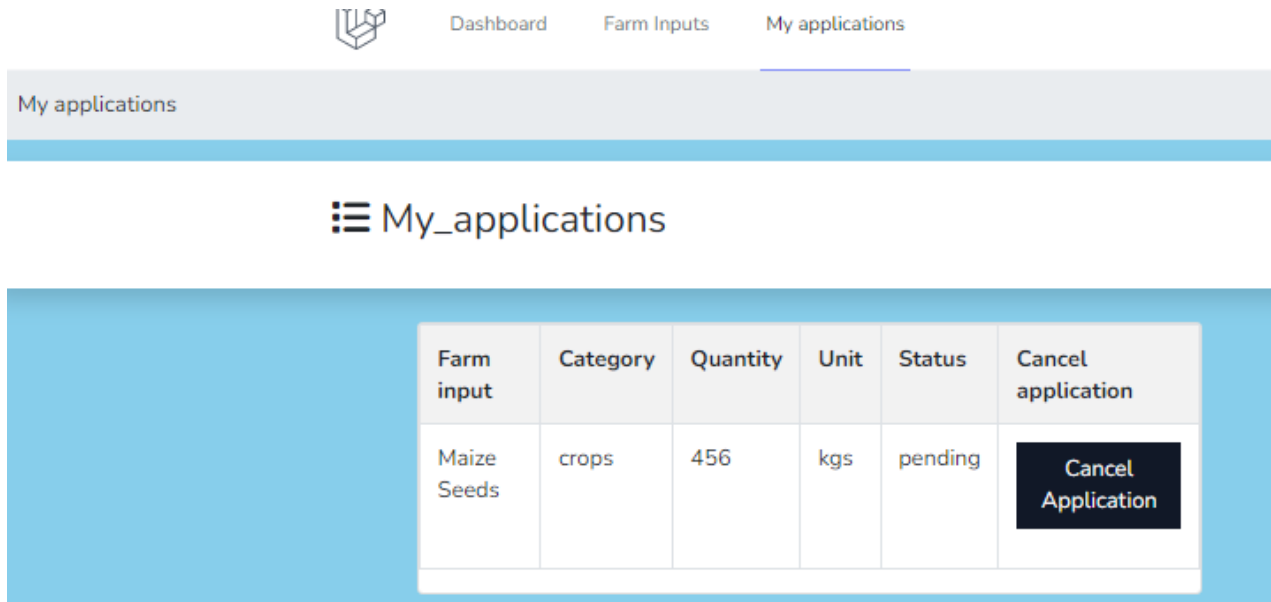 Dashboard Farm Inputs My applications
My applications
My_applications
Farm input Category Quantity Unit Status Cancel application
Maize Seeds crops 456 kgs pending Cancel Application